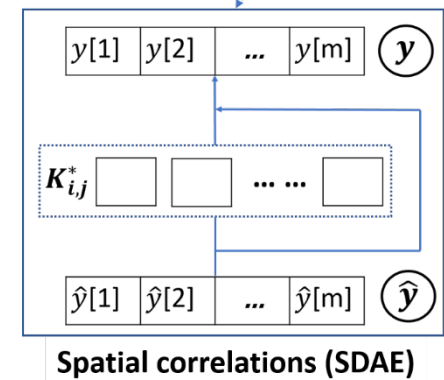 y[1] y[2] ... y[m] y
K*i,j ... ...
ŷ[1] ŷ[2] ... ŷ[m] ŷ
Spatial correlations (SDAE)